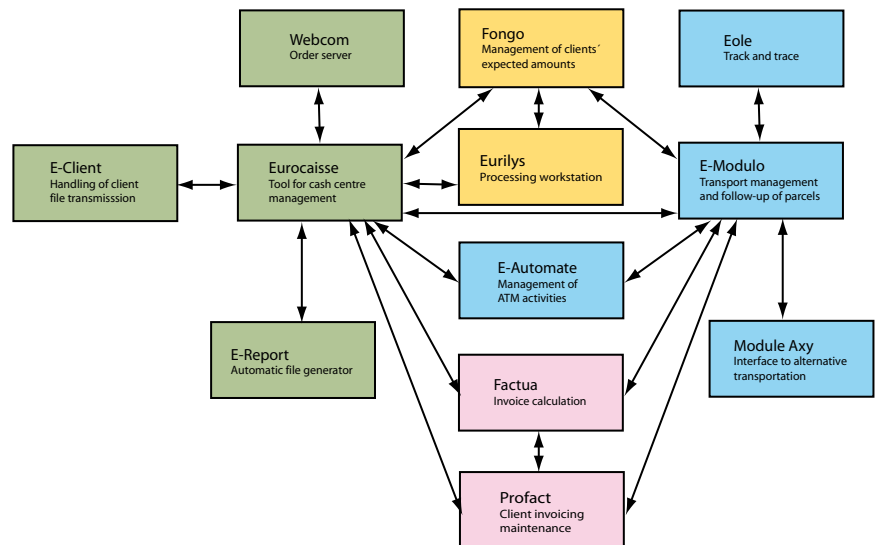 Webcom
Order server
Fongo
Management of clients´
expected amounts
Eole
Track and trace
E-Client
Handling of client
file transmisssion
Eurocaisse
Tool for cash centre
management
Eurilys
Processing workstation
E-Modulo
Transport management
and follow-up of parcels
E-Automate
Management of
ATM activities
E-Report
Automatic file generator
Factua
Invoice calculation
Module Axy
Interface to alternative
transportation
Profact
Client invoicing
maintenance